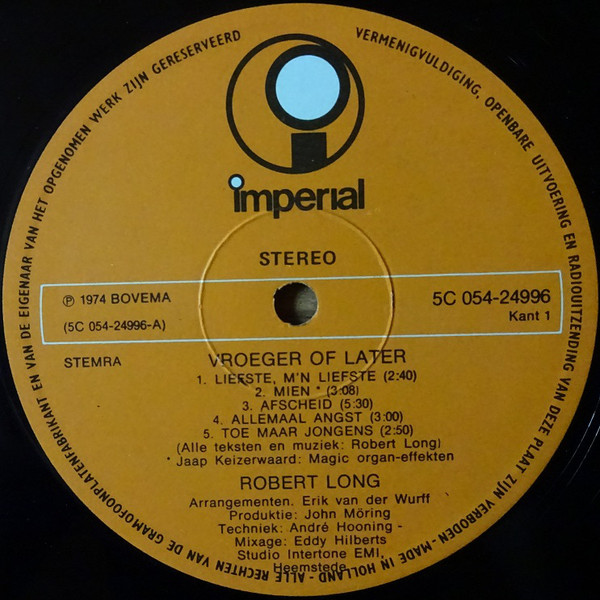 ALLE RECHTEN VAN DE GRAMOFOONPLATENFABRIKANT EN VAN DE EIGENAAR VAN HET OPGENOMEN WERK ZIJN GERESERVEERD
VERMENIGVULDIGING, OPENBARE UITVOERING EN RADIOUITZENDING VAN DEZE PLAAT ZIJN VERBODEN - MADE IN HOLLAND -
imperial
STEREO
℗ 1974 BOVEMA
5C 054-24996
(5C 054-24996-A)
Kant 1
STEMRA
VROEGER OF LATER
1. LIEFSTE, M'N LIEFSTE (2:40)
2. MIEN * (3:08)
3. AFSCHEID (5:30)
4. ALLEMAAL ANGST (3:00)
5. TOE MAAR JONGENS (2:50)
(Alle teksten en muziek: Robert Long)
* Jaap Keizerwaard: Magic organ-effekten
ROBERT LONG
Arrangementen. Erik van der Wurff
Produktie: John Möring
Techniek: André Hooning -
Mixage: Eddy Hilberts
Studio Intertone EMI,
Heemstede